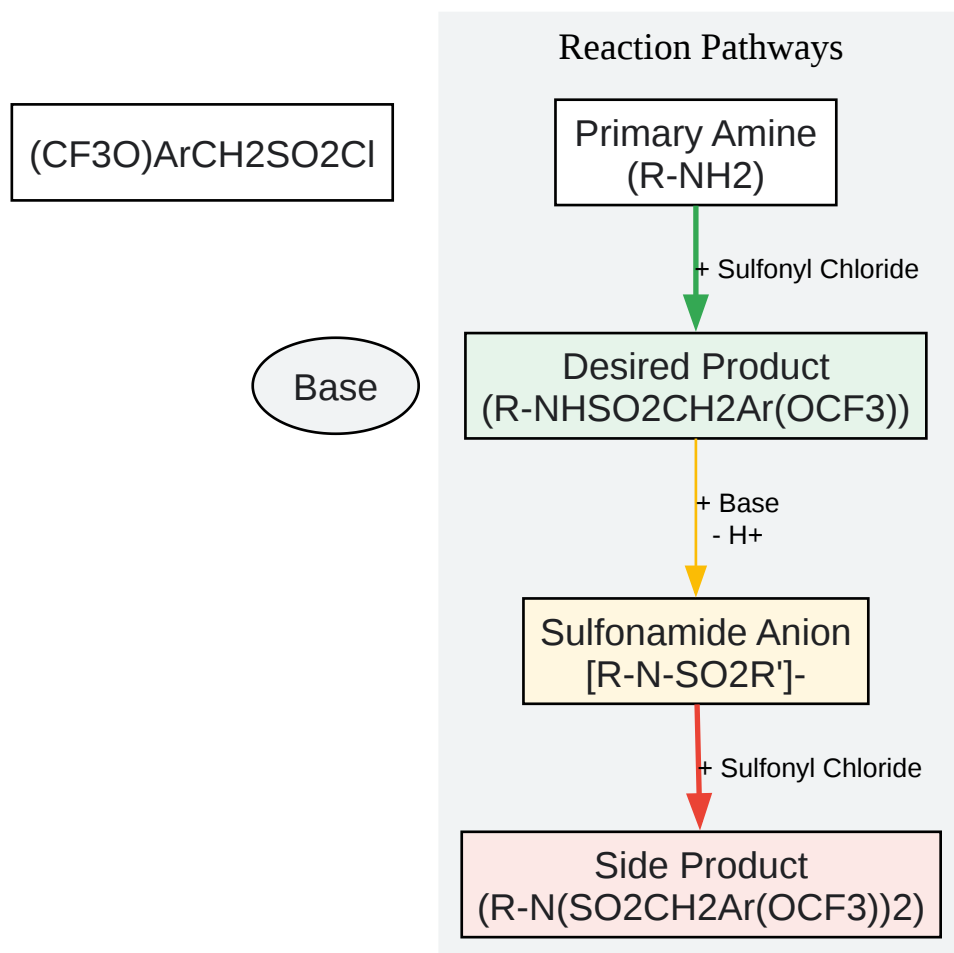 Reaction Pathways
(CF3O)ArCH2SO2Cl
Primary Amine
(R-NH2)
+ Sulfonyl Chloride
Base
Desired Product
(R-NHSO2CH2Ar(OCF3))
+ Base
- H+
Sulfonamide Anion
[R-N-SO2R']-
+ Sulfonyl Chloride
Side Product
(R-N(SO2CH2Ar(OCF3))2)